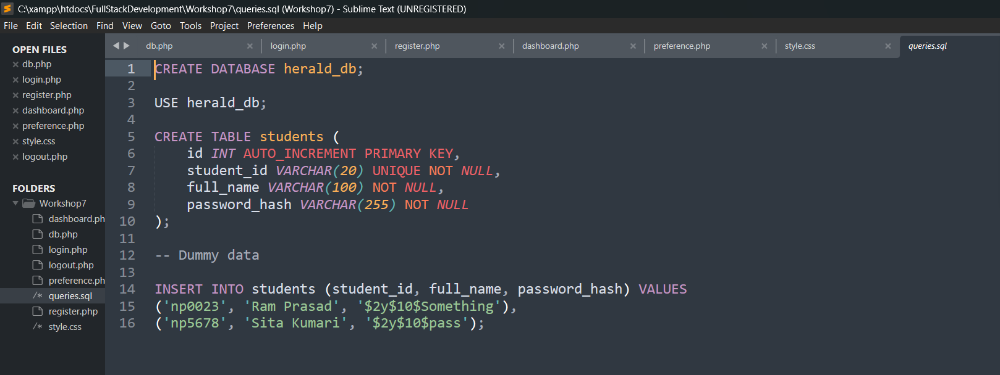 C:\xampp\htdocs\FullStackDevelopment\Workshop7\queries.sql (Workshop7) - Sublime Text (UNREGISTERED)
File Edit Selection Find View Goto Tools Project Preferences Help
OPEN FILES
db.php
login.php
register.php
dashboard.php
preference.php
style.css
logout.php
FOLDERS
Workshop7
dashboard.ph
db.php
login.php
logout.php
preference.ph
/* queries.sql
register.php
/* style.css
db.php login.php register.php dashboard.php preference.php style.css queries.sql
1 CREATE DATABASE herald_db;
2
3 USE herald_db;
4
5 CREATE TABLE students (
6 id INT AUTO_INCREMENT PRIMARY KEY,
7 student_id VARCHAR(20) UNIQUE NOT NULL,
8 full_name VARCHAR(100) NOT NULL,
9 password_hash VARCHAR(255) NOT NULL
10 );
11
12 -- Dummy data
13
14 INSERT INTO students (student_id, full_name, password_hash) VALUES
15 ('np0023', 'Ram Prasad', '$2y$10$Something'),
16 ('np5678', 'Sita Kumari', '$2y$10$pass');